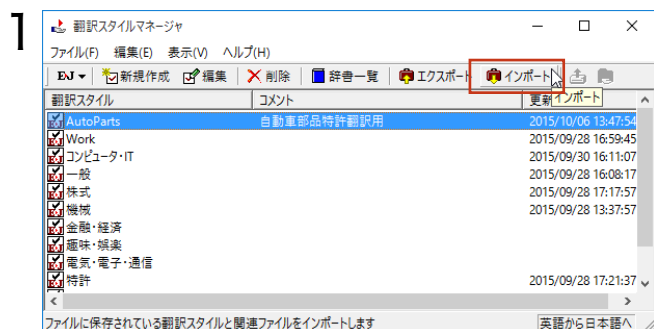 1
翻訳スタイルマネージャ
ファイル(F) 編集(E) 表示(V) ヘルプ(H)
E›J 新規作成 編集 削除 辞書一覧 エクスポート インポート
翻訳スタイル コメント 更新 インポート
AutoParts 自動車部品特許翻訳用 2015/10/06 13:47:54
Work 2015/09/28 16:59:45
コンピュータ・IT 2015/09/30 16:11:07
一般 2015/09/28 16:08:17
株式 2015/09/28 17:17:57
機械 2015/09/28 13:37:57
金融・経済
趣味・娯楽
電気・電子・通信
特許 2015/09/28 17:21:37
ファイルに保存されている翻訳スタイルと関連ファイルをインポートします 英語から日本語へ